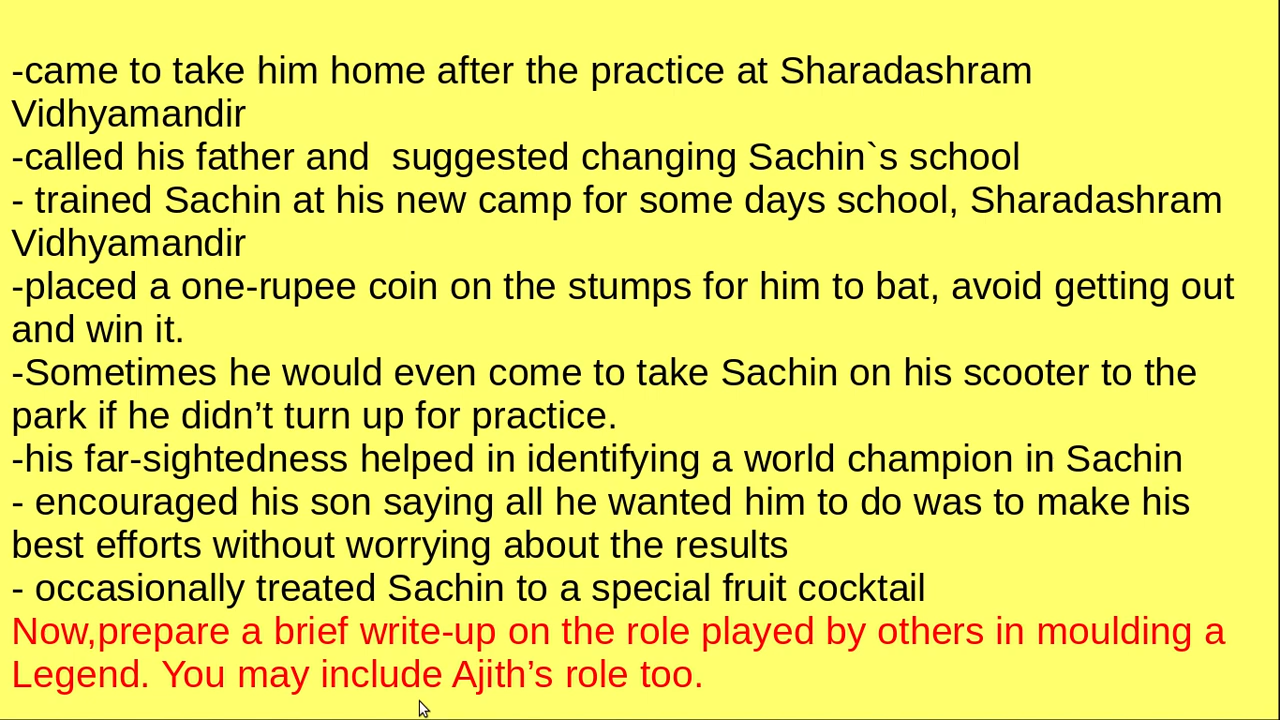 -came to take him home after the practice at Sharadashram
Vidhyamandir
-called his father and  suggested changing Sachin`s school
- trained Sachin at his new camp for some days school, Sharadashram
Vidhyamandir
-placed a one-rupee coin on the stumps for him to bat, avoid getting out
and win it.
-Sometimes he would even come to take Sachin on his scooter to the
park if he didn’t turn up for practice.
-his far-sightedness helped in identifying a world champion in Sachin
- encouraged his son saying all he wanted him to do was to make his
best efforts without worrying about the results
- occasionally treated Sachin to a special fruit cocktail
Now,prepare a brief write-up on the role played by others in moulding a
Legend. You may include Ajith’s role too.